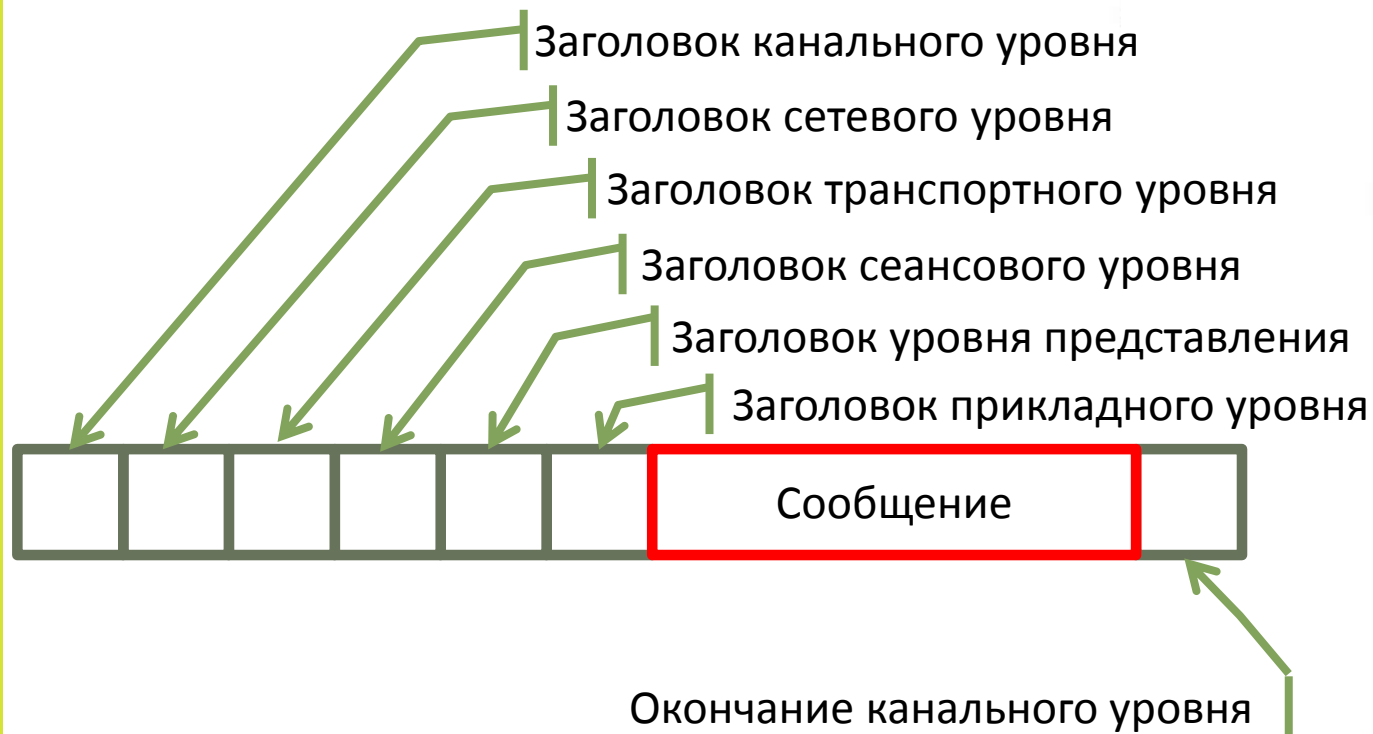 Заголовок канального уровня
Заголовок сетевого уровня
Заголовок транспортного уровня
Заголовок сеансового уровня
Заголовок уровня представления
Заголовок прикладного уровня
Сообщение
Окончание канального уровня